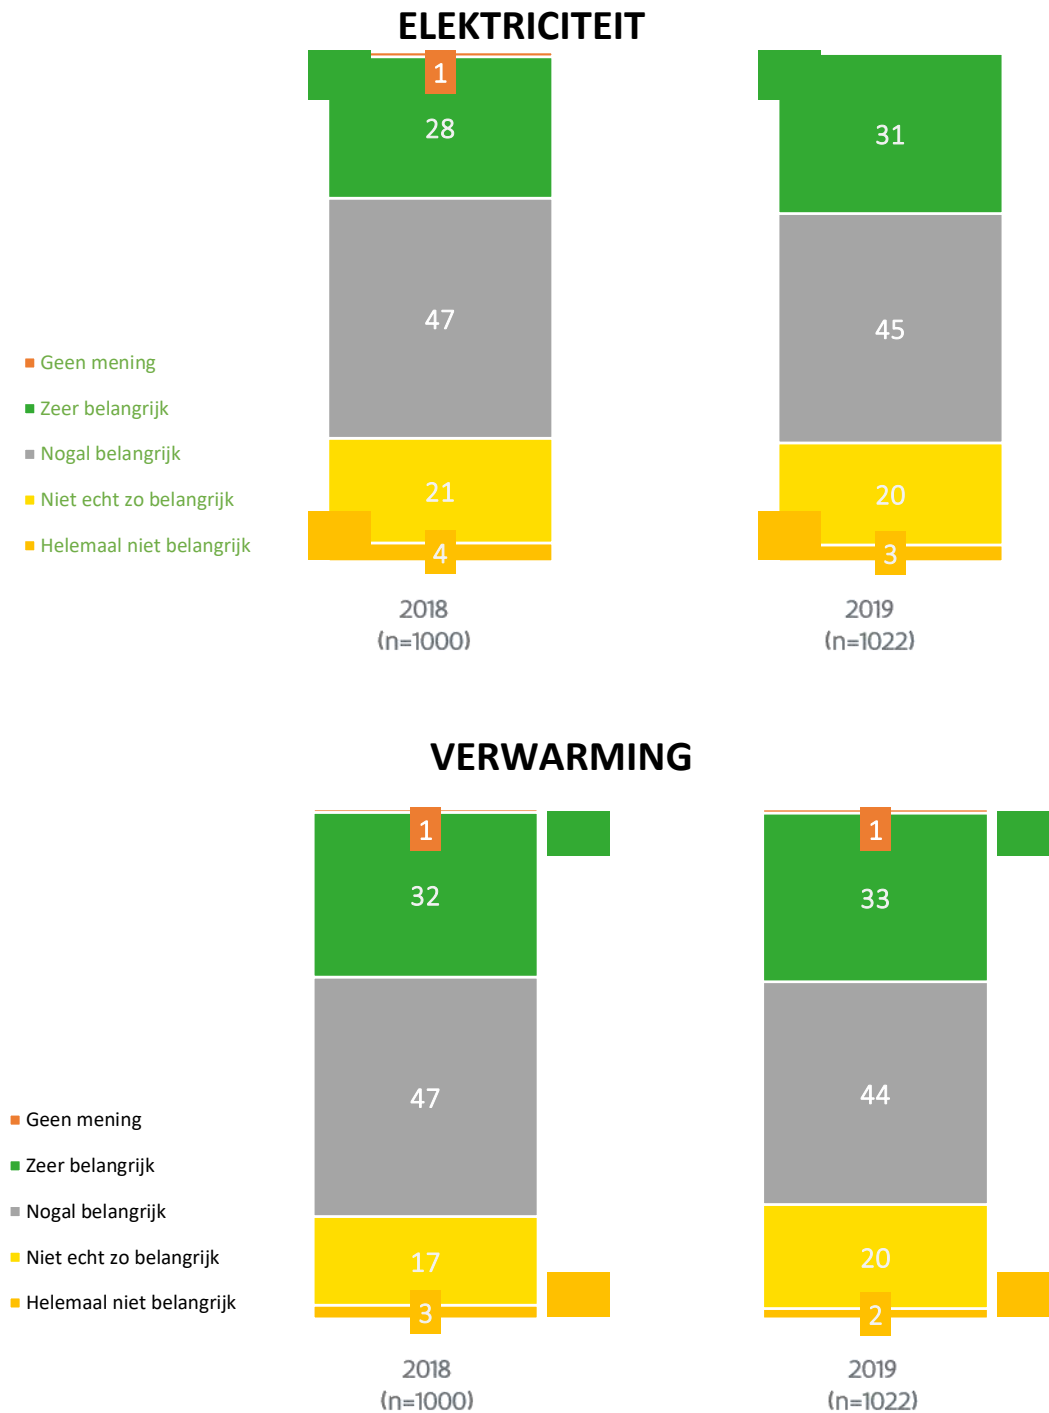 ELEKTRICITEIT
1
28
31
47
45
Geen mening
Zeer belangrijk
Nogal belangrijk
Niet echt zo belangrijk
Helemaal niet belangrijk
21
20
4
3
2018
(n=1000)
2019
(n=1022)
VERWARMING
1
1
32
33
47
44
Geen mening
Zeer belangrijk
Nogal belangrijk
Niet echt zo belangrijk
Helemaal niet belangrijk
17
20
3
2
2018
(n=1000)
2019
(n=1022)